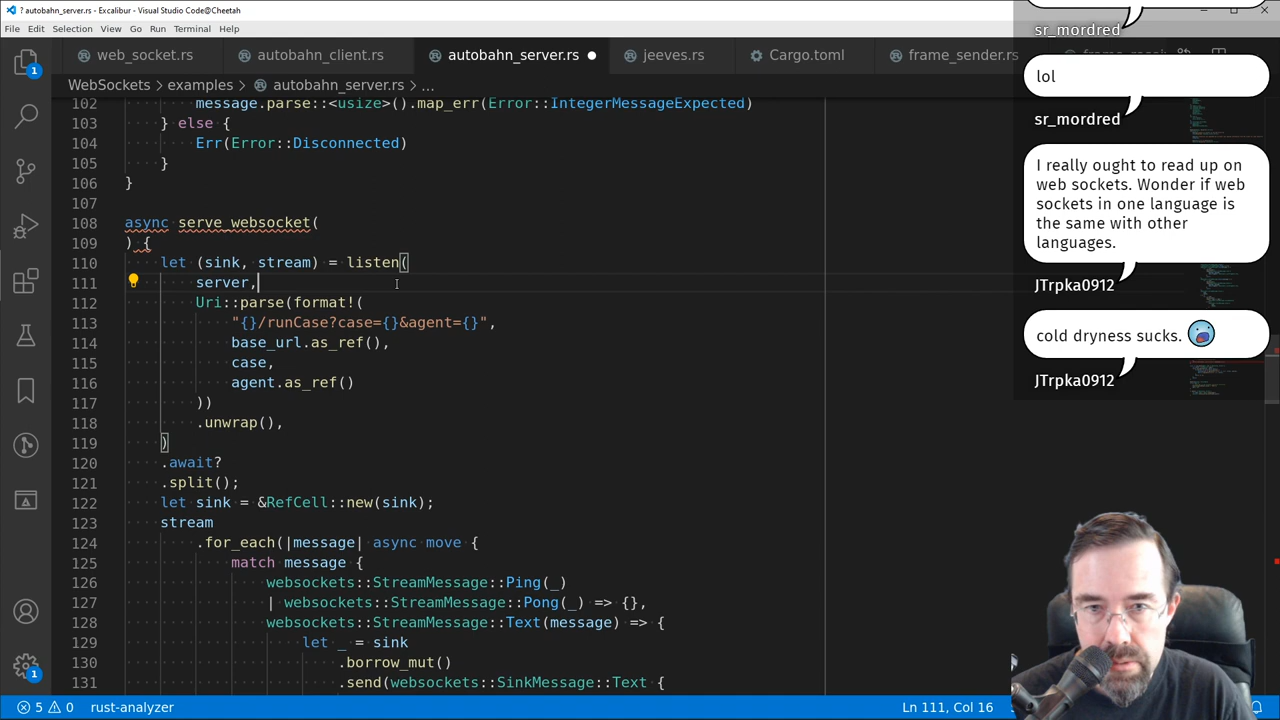 ? autobahn_server.rs - Excalibur - Visual Studio Code@Cheetah
File Edit Selection View Go Run Terminal Help
web_socket.rs autobahn_client.rs autobahn_server.rs jeeves.rs Cargo.toml frame_sender.rs
WebSockets > examples > autobahn_server.rs > ...
102 message.parse::<usize>().map_err(Error::IntegerMessageExpected)
103 } else {
104 Err(Error::Disconnected)
105 }
106 }
107
108 async serve_websocket(
109 ) {
110 let (sink, stream) = listen(
111 server,
112 Uri::parse(format!(
113 "{}/runCase?case={}&agent={}",
114 base_url.as_ref(),
115 case,
116 agent.as_ref()
117 ))
118 .unwrap(),
119 )
120 .await?
121 .split();
122 let sink = &RefCell::new(sink);
123 stream
124 .for_each(|message| async move {
125 match message {
126 websockets::StreamMessage::Ping(_)
127 | websockets::StreamMessage::Pong(_) => {},
128 websockets::StreamMessage::Text(message) => {
129 let _ = sink
130 .borrow_mut()
131 .send(websockets::SinkMessage::Text {
sr_mordred
lol
sr_mordred
I really ought to read up on
web sockets. Wonder if web
sockets in one language is
the same with other
languages.
JTrpka0912
cold dryness sucks.
JTrpka0912
1
1
5 0 rust-analyzer Ln 111, Col 16